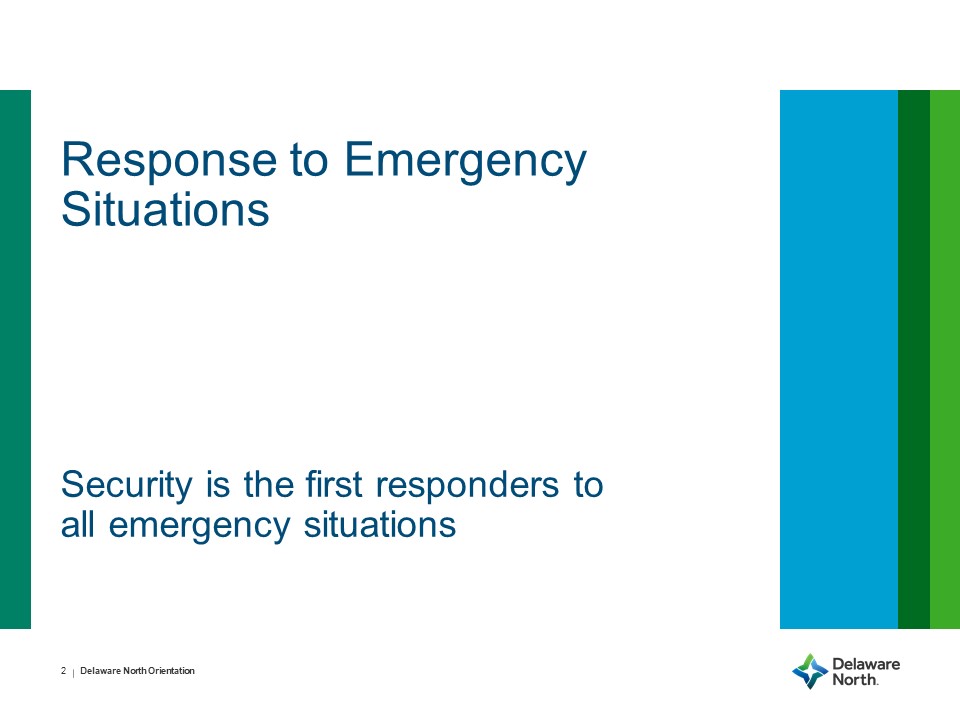 Response to Emergency
Situations
Security is the first responders to
all emergency situations
2 | Delaware North Orientation
Delaware
North.